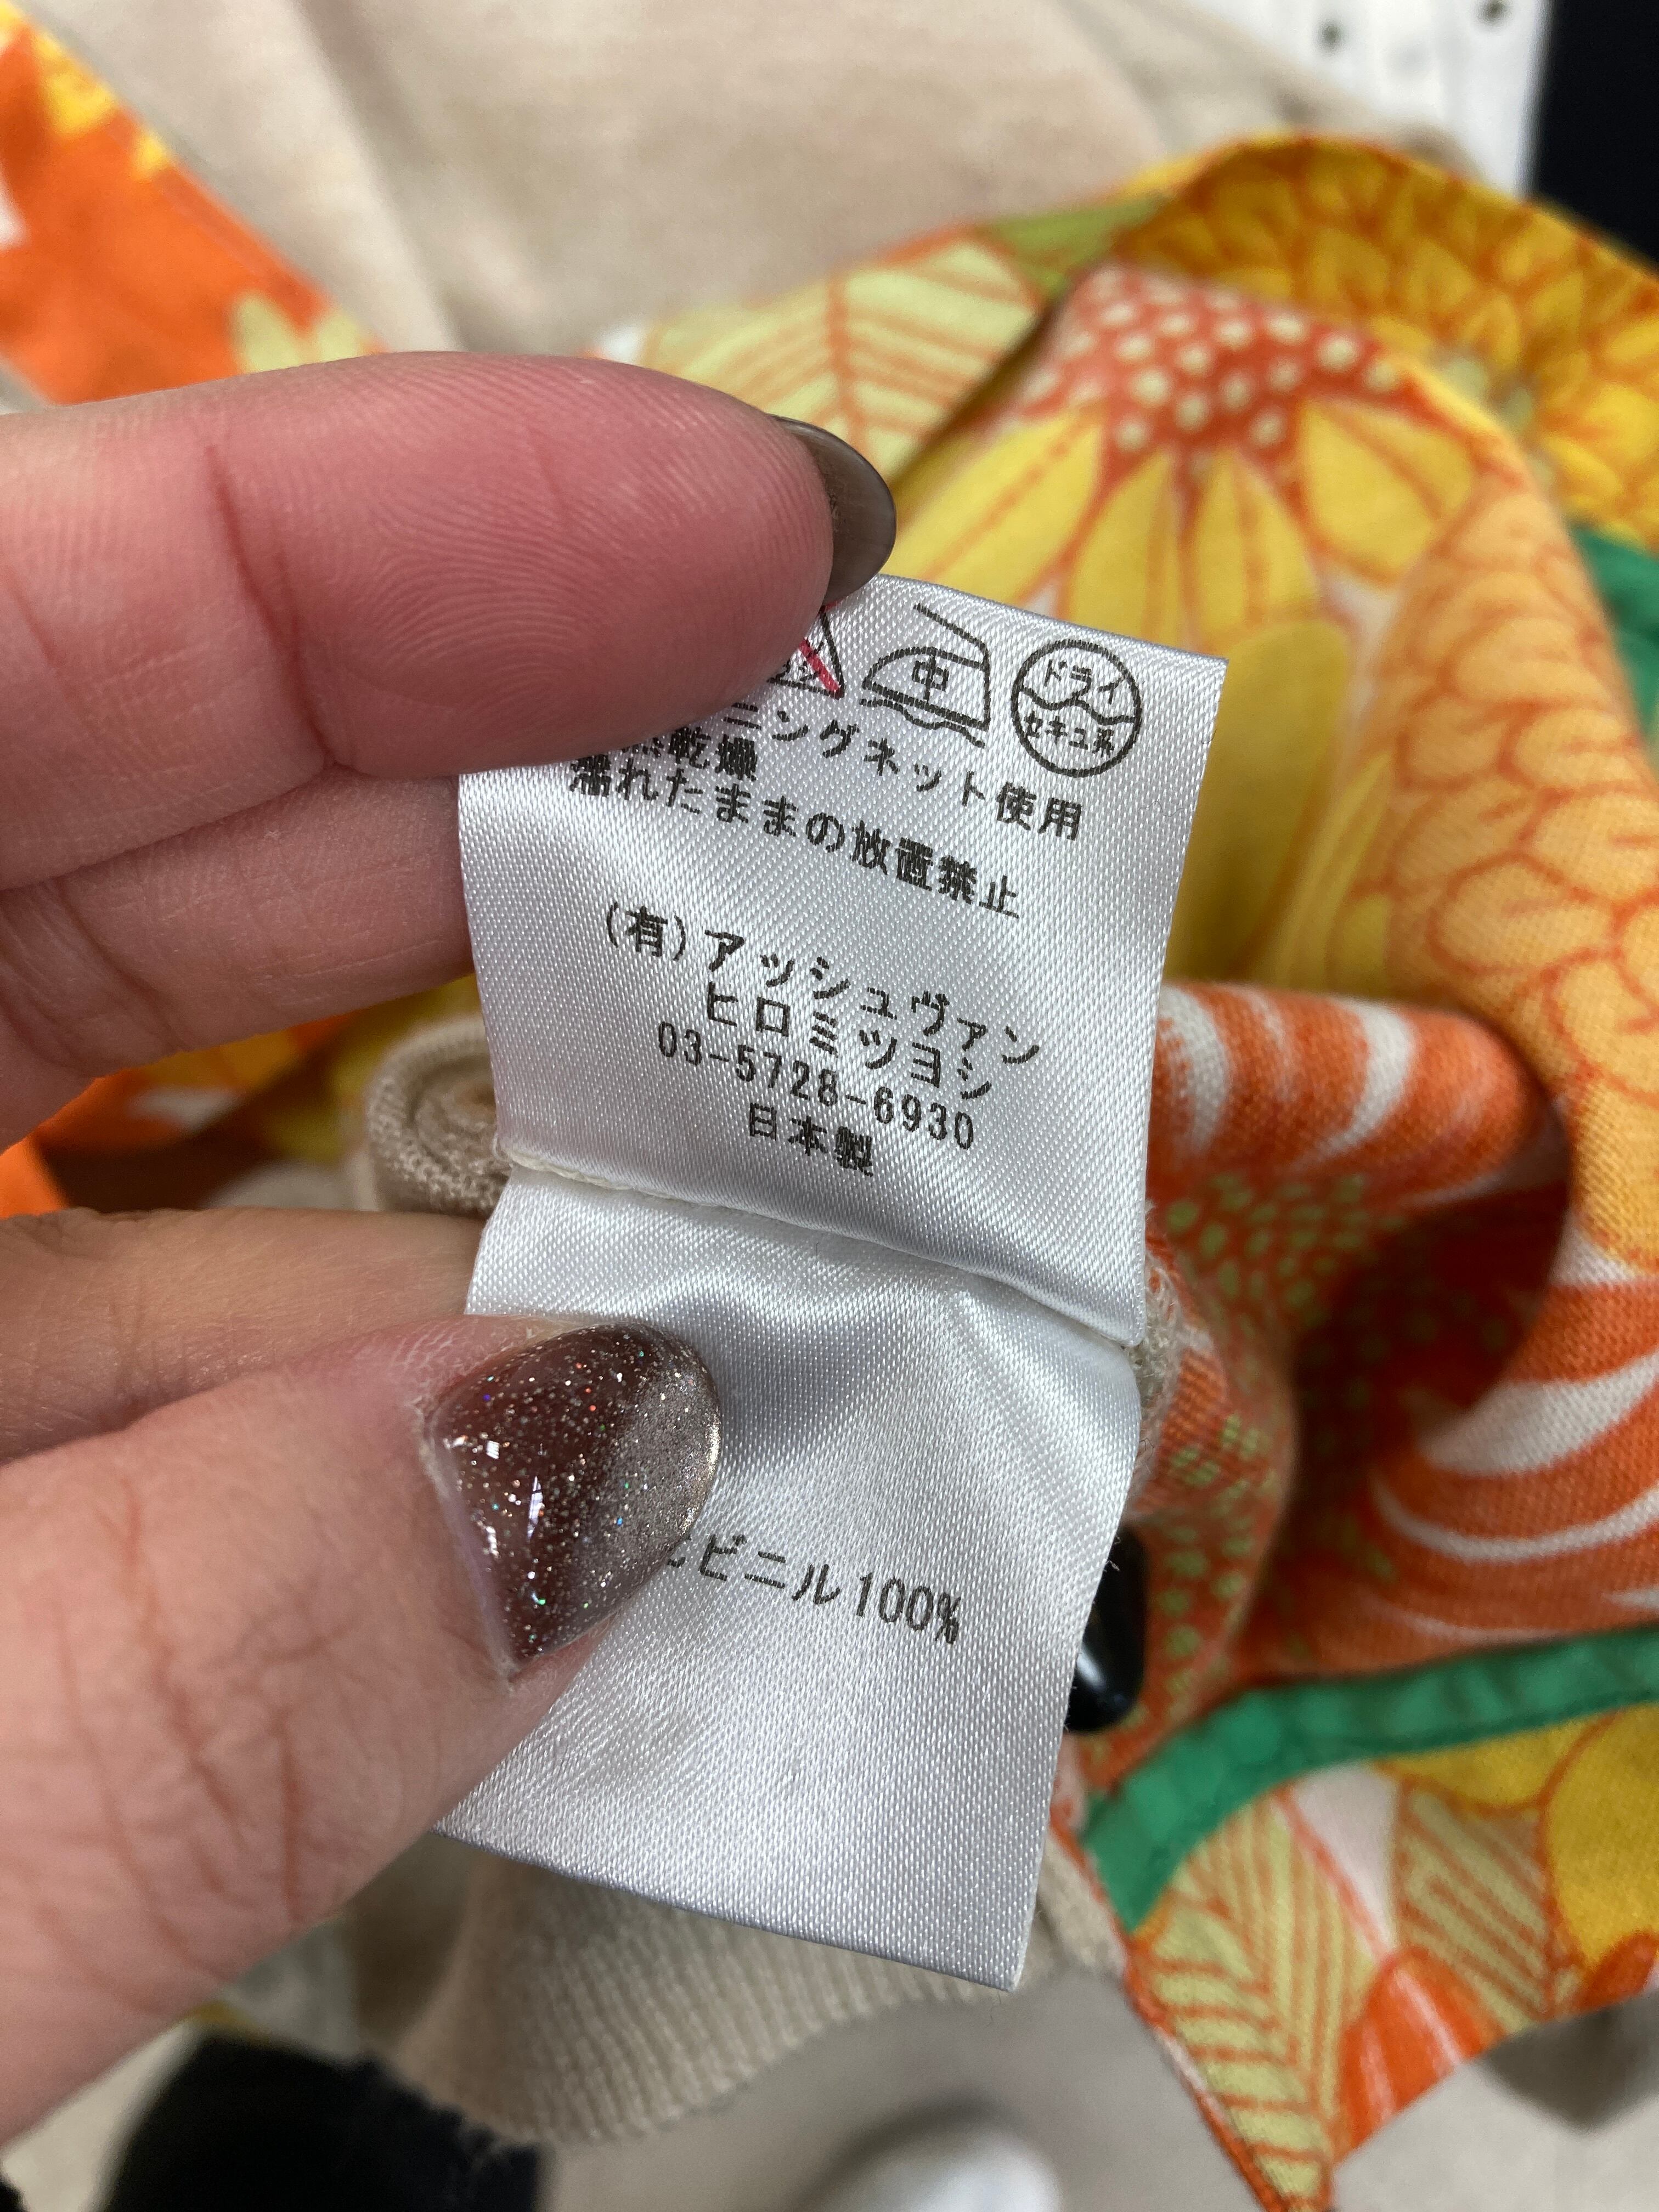 中
ドライ
セキュ系
ニングネット使用
乾燥
濡れたままの放置禁止
(有)アッシュヴァン
ヒロミツヨシ
03-5728-6930
日本製
ビニル100%